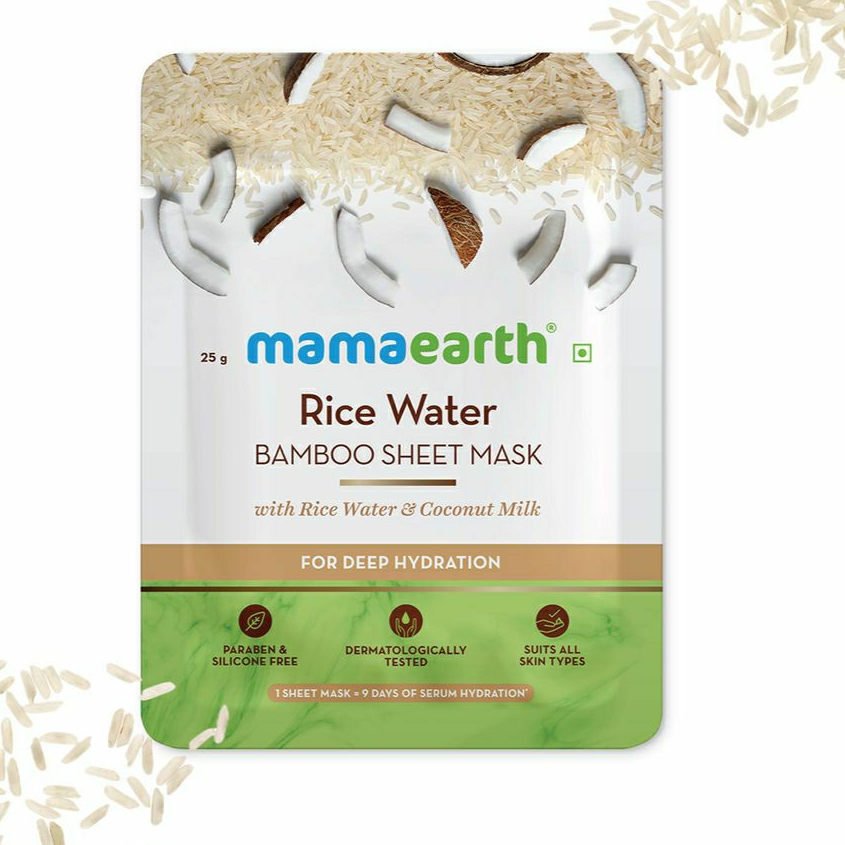 25 g
mamaearth®
Rice Water
BAMBOO SHEET MASK
with Rice Water & Coconut Milk
FOR DEEP HYDRATION
PARABEN &
SILICONE FREE
DERMATOLOGICALLY
TESTED
SUITS ALL
SKIN TYPES
1 SHEET MASK = 9 DAYS OF SERUM HYDRATION*